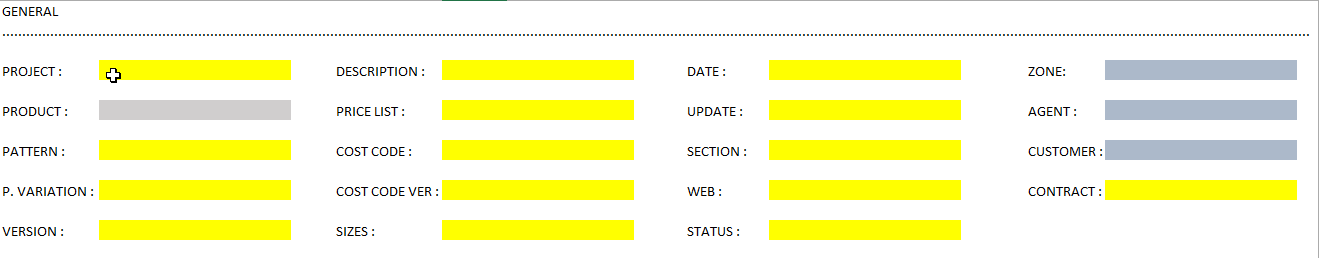 GENERAL
PROJECT : DESCRIPTION : DATE : ZONE:
PRODUCT : PRICE LIST : UPDATE : AGENT :
PATTERN : COST CODE : SECTION : CUSTOMER :
P. VARIATION : COST CODE VER : WEB : CONTRACT :
VERSION : SIZES : STATUS :